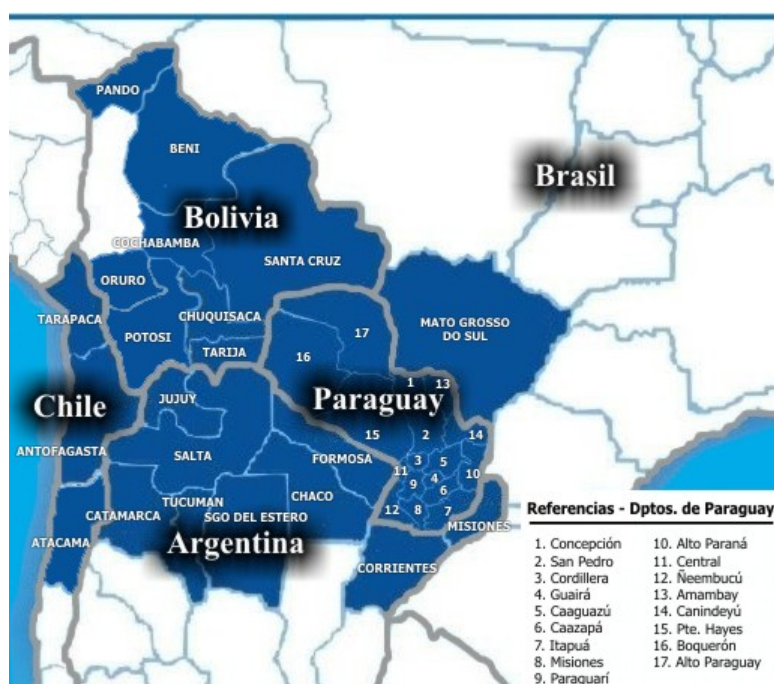 PANDO
BENI
Brasil
Bolivia
COCHABAMBA
SANTA CRUZ
ORURO
TARAPACA
CHUQUISACA
POTOSI
TARIJA
17
16
MATO GROSSO
DO SUL
1
13
JUJUY
Chile
Paraguay
15
2
14
ANTOFAGASTA
SALTA
FORMOSA
3
5
11
4
10
9
6
CHACO
TUCUMAN
CATAMARCA
SGO DEL ESTERO
12
8
7
MISIONES
ATACAMA
Argentina
CORRIENTES
Referencias - Dptos. de Paraguay
1. Concepción
2. San Pedro
3. Cordillera
4. Guairá
5. Caaguazú
6. Caazapá
7. Itapuá
8. Misiones
9. Paraguarí
10. Alto Paraná
11. Central
12. Ñeembucú
13. Amambay
14. Canindeyú
15. Pte. Hayes
16. Boquerón
17. Alto Paraguay